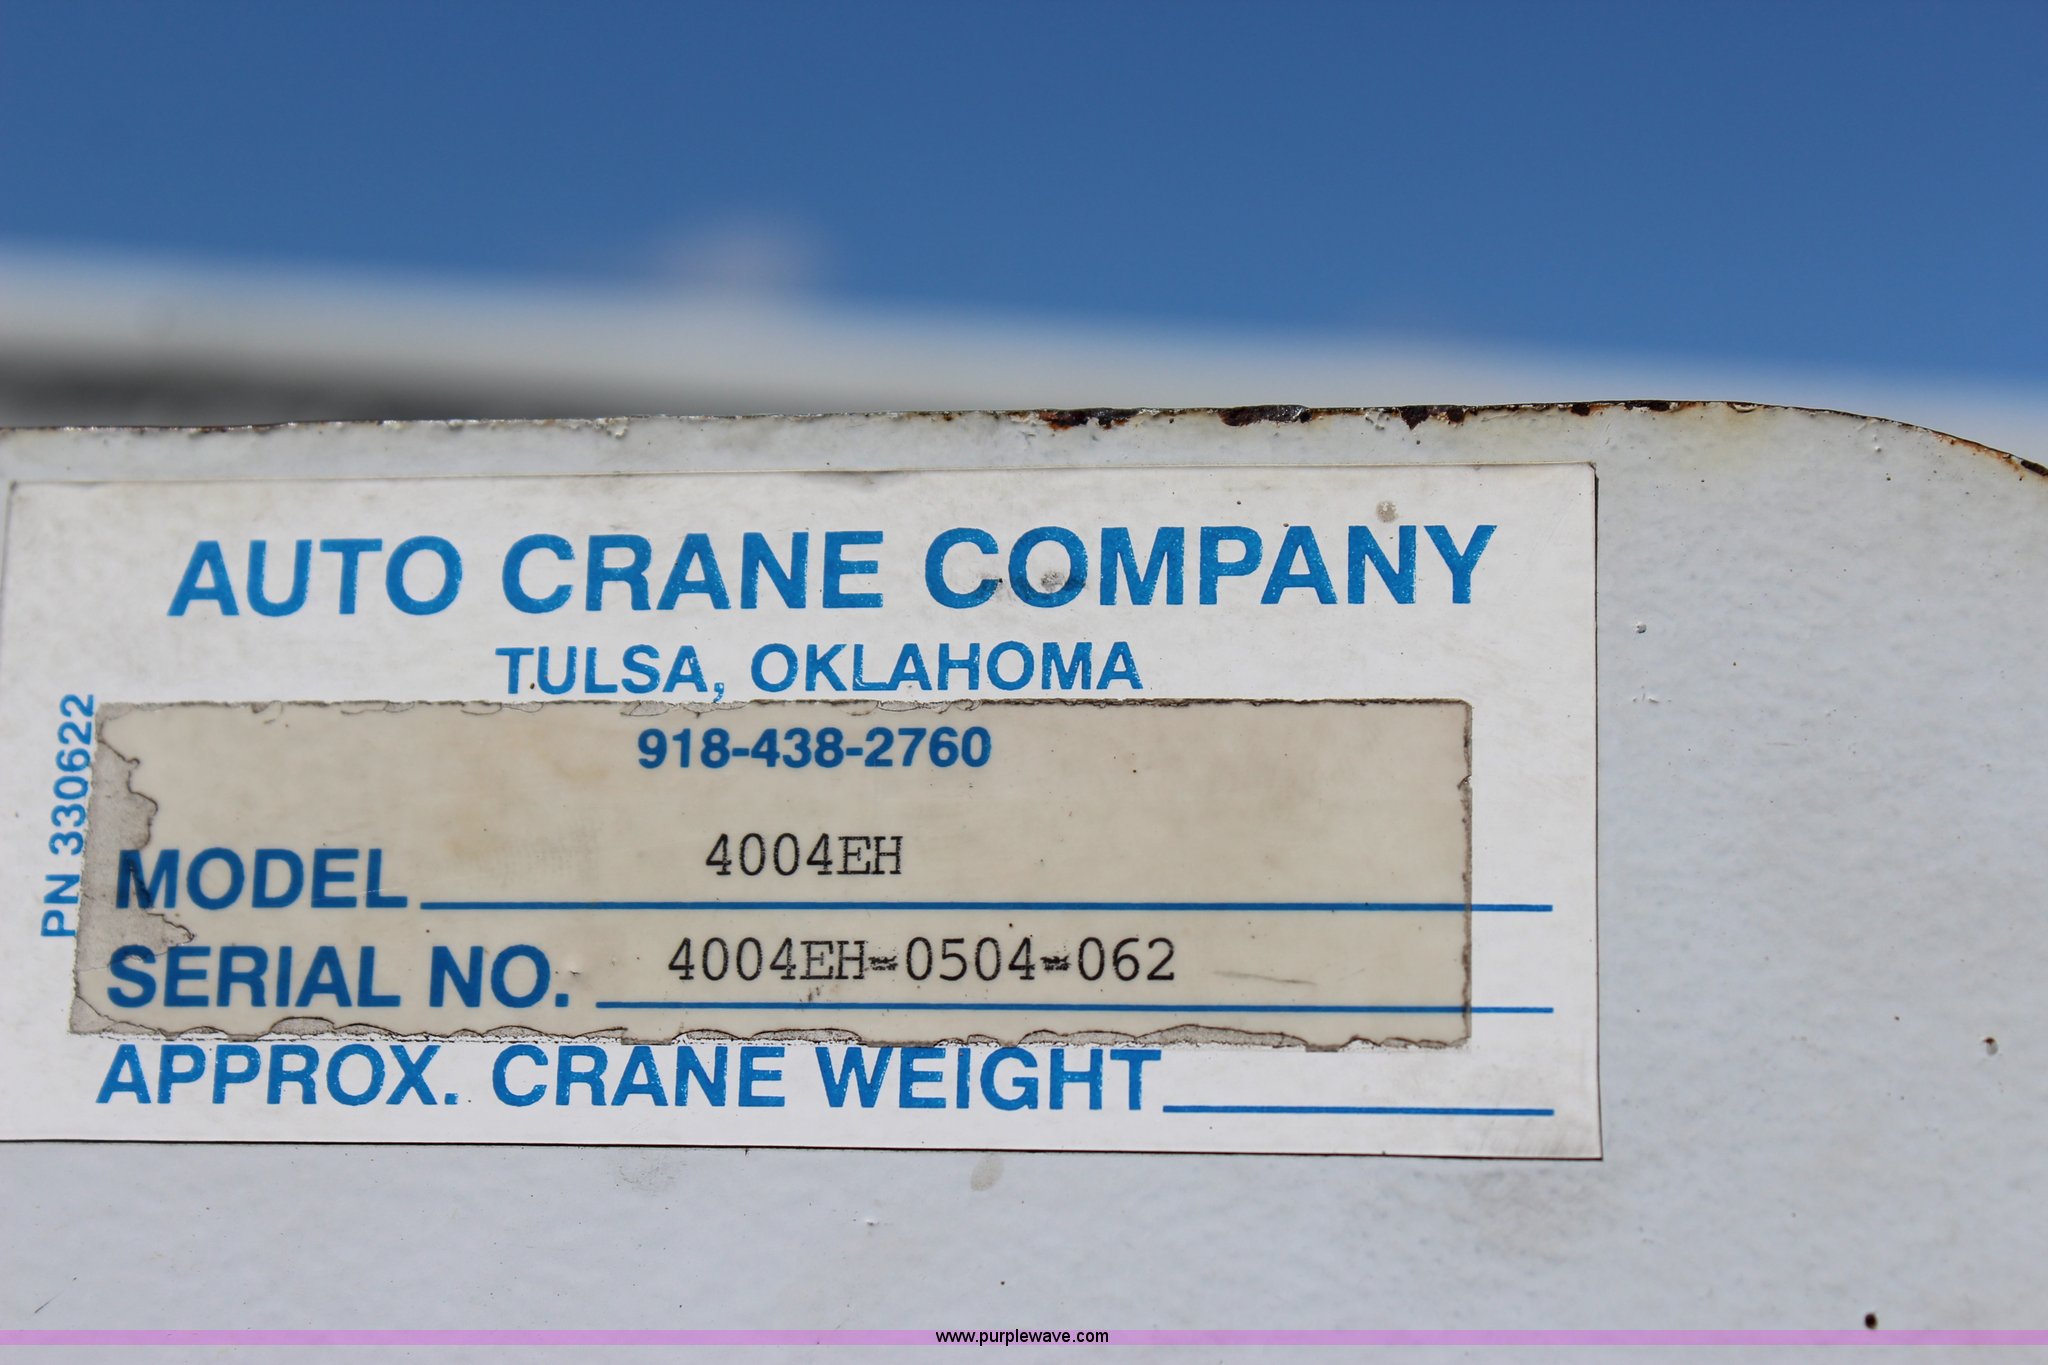 AUTO CRANE COMPANY
TULSA, OKLAHOMA
918-438-2760
PN 330622
MODEL 4004EH
SERIAL NO. 4004EH-0504-062
APPROX. CRANE WEIGHT
www.purplewave.com